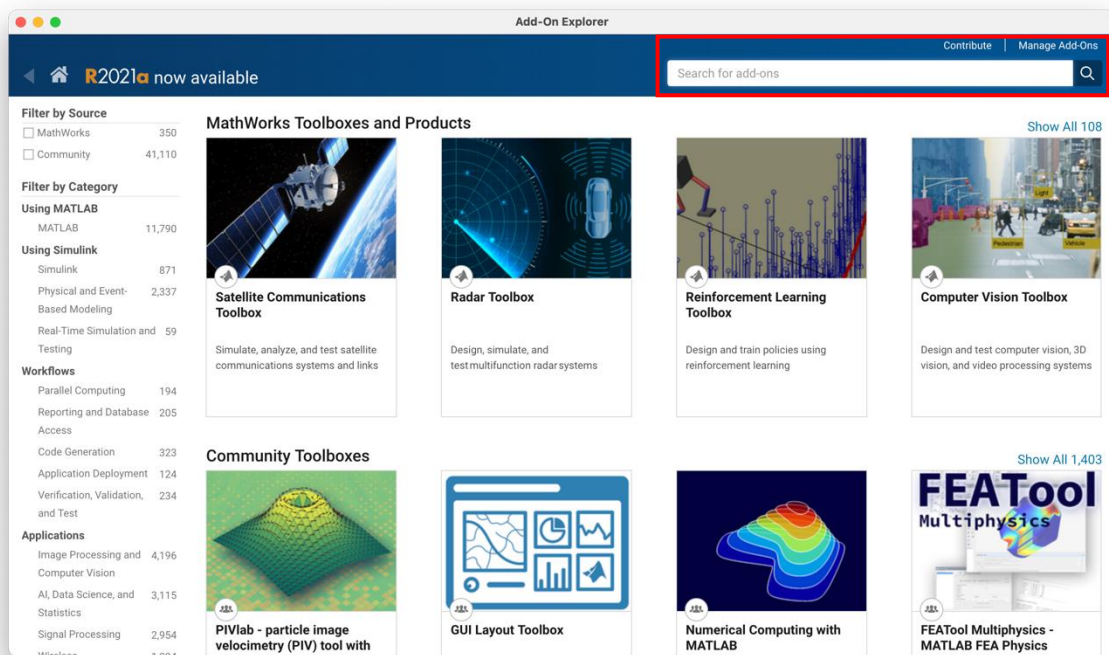 Add-On Explorer
Contribute
Manage Add-Ons
R2021a now available
Search for add-ons
Filter by Source
MathWorks 350
Community 41,110
Filter by Category
Using MATLAB
MATLAB 11,790
Using Simulink
Simulink 871
Physical and Event- 2,337
Based Modeling
Real-Time Simulation and 59
Testing
Workflows
Parallel Computing 194
Reporting and Database 205
Access
Code Generation 323
Application Deployment 124
Verification, Validation, 234
and Test
Applications
Image Processing and 4,196
Computer Vision
AI, Data Science, and 3,115
Statistics
Signal Processing 2,954
MathWorks Toolboxes and Products
Show All 108
Satellite Communications
Toolbox
Simulate, analyze, and test satellite
communications systems and links
Radar Toolbox
Design, simulate, and
test multifunction radar systems
Reinforcement Learning
Toolbox
Design and train policies using
reinforcement learning
Light
Pedestrian
Vehicle
Computer Vision Toolbox
Design and test computer vision, 3D
vision, and video processing systems
Community Toolboxes
Show All 1,403
PIVlab - particle image
velocimetry (PIV) tool with
GUI Layout Toolbox
Numerical Computing with
MATLAB
FEATool
Multiphysics
FEATool Multiphysics -
MATLAB FEA Physics